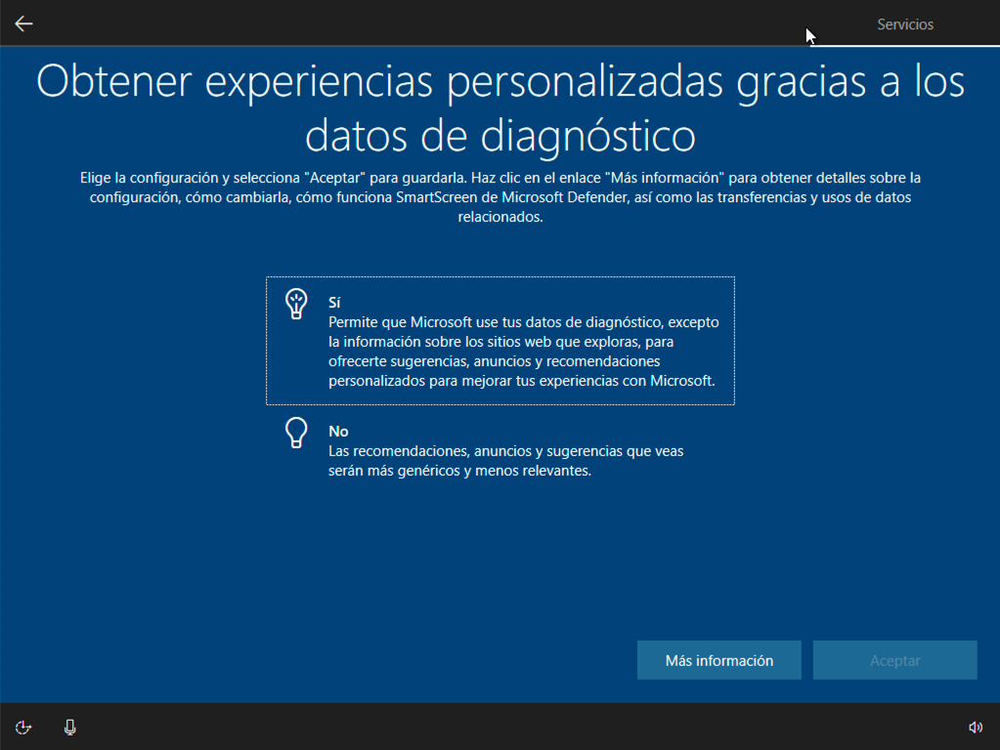 Servicios
Obtener experiencias personalizadas gracias a los
datos de diagnóstico
Elige la configuración y selecciona "Aceptar" para guardarla. Haz clic en el enlace "Más información" para obtener detalles sobre la
configuración, cómo cambiarla, cómo funciona SmartScreen de Microsoft Defender, así como las transferencias y usos de datos
relacionados.
Sí
Permite que Microsoft use tus datos de diagnóstico, excepto
la información sobre los sitios web que exploras, para
ofrecerte sugerencias, anuncios y recomendaciones
personalizados para mejorar tus experiencias con Microsoft.
No
Las recomendaciones, anuncios y sugerencias que veas
serán más genéricos y menos relevantes.
Más información
Aceptar